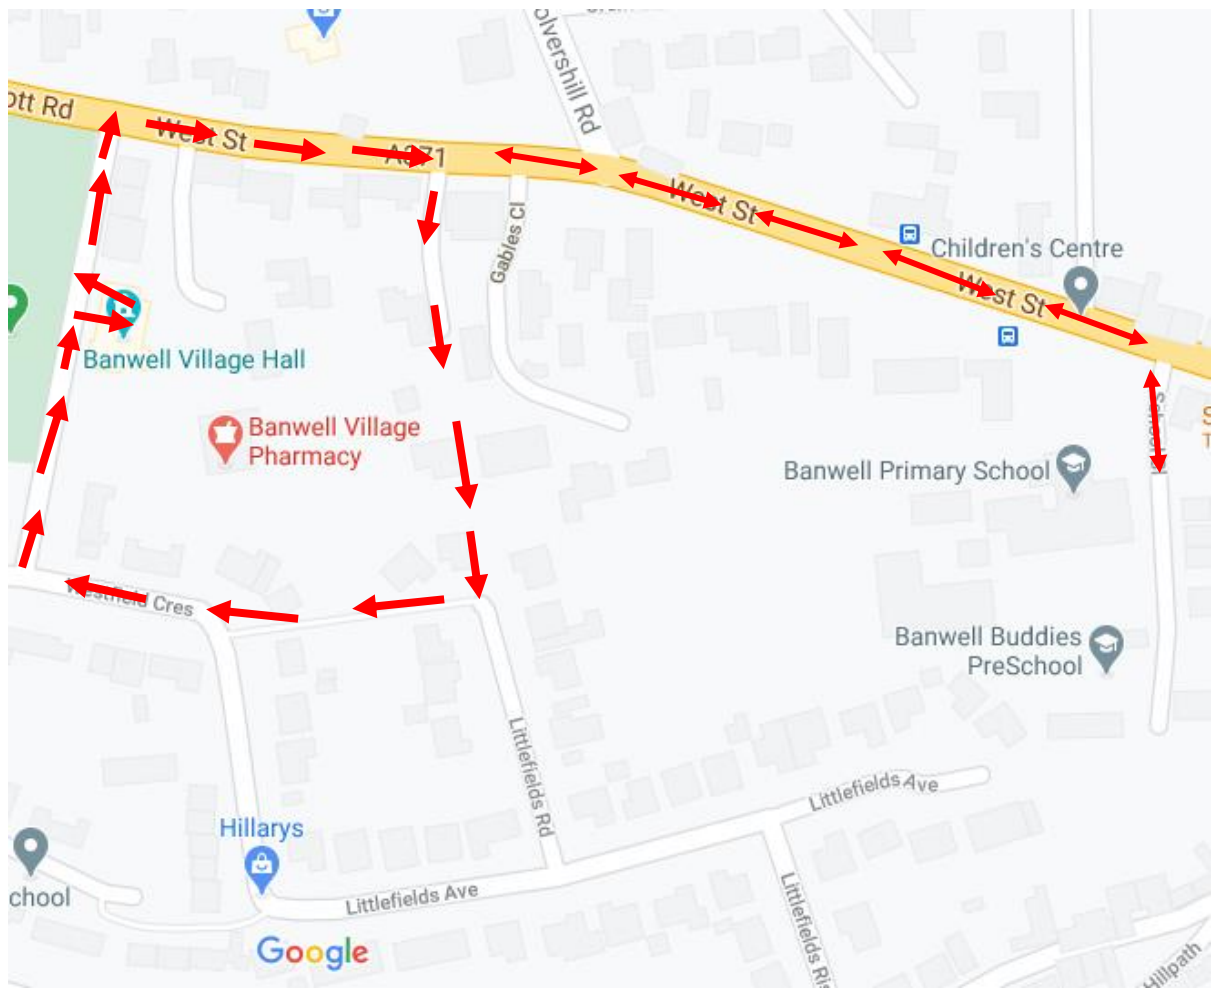 olvershill Rd
ott Rd
West St
A371
West St
Gables Cl
Children's Centre
West St
Banwell Village Hall
Banwell Village
Pharmacy
Banwell Primary School
S
T
Westfield Cres
Banwell Buddies
PreSchool
Littlefields Rd
Littlefields Ave
Hillarys
chool
Littlefields Ave
Littlefields Ris
Hillpath
Google